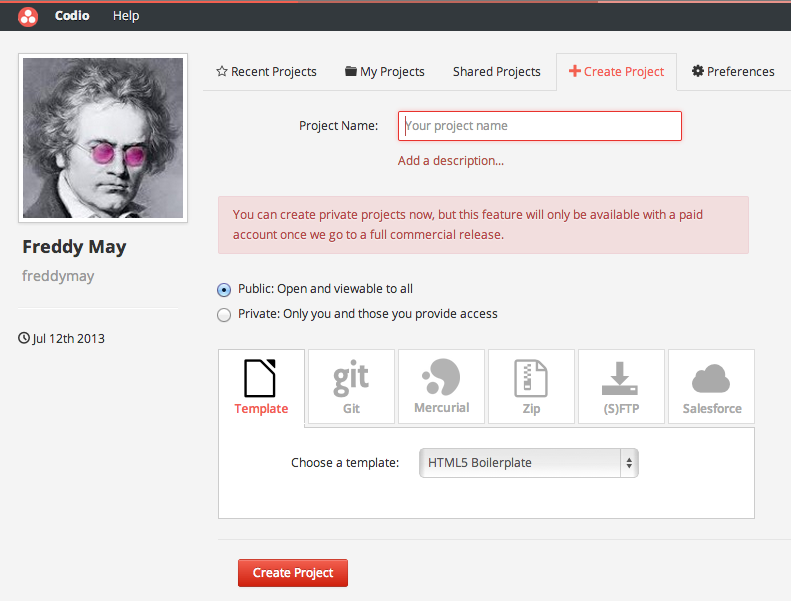 Codio Help
Recent Projects My Projects Shared Projects Create Project Preferences
Project Name: Your project name
Add a description...
You can create private projects now, but this feature will only be available with a paid
account once we go to a full commercial release.
Freddy May
freddymay
Public: Open and viewable to all
Private: Only you and those you provide access
Jul 12th 2013
git
Template Git Mercurial Zip (S)FTP Salesforce
Choose a template: HTML5 Boilerplate
Create Project